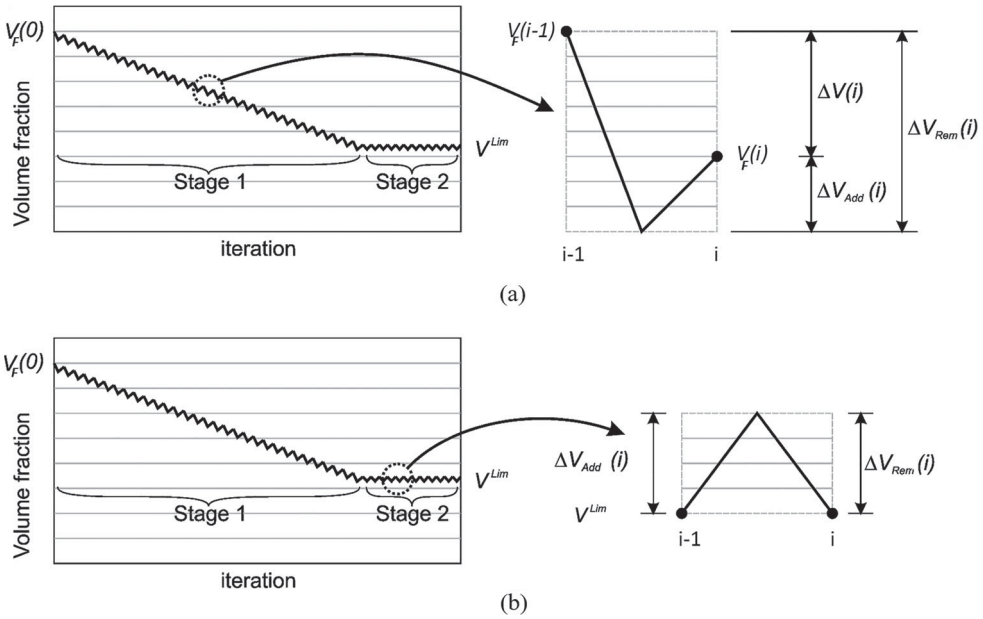 V_F(0)
Volume fraction
Stage 1
Stage 2
V^Lim
iteration
V_F(i-1)
V_F(i)
i-1
i
ΔV(i)
ΔV_Add (i)
ΔV_Rem (i)
(a)
V_F(0)
Volume fraction
Stage 1
Stage 2
V^Lim
iteration
ΔV_Add (i)
V^Lim
i-1
i
ΔV_Rem (i)
(b)